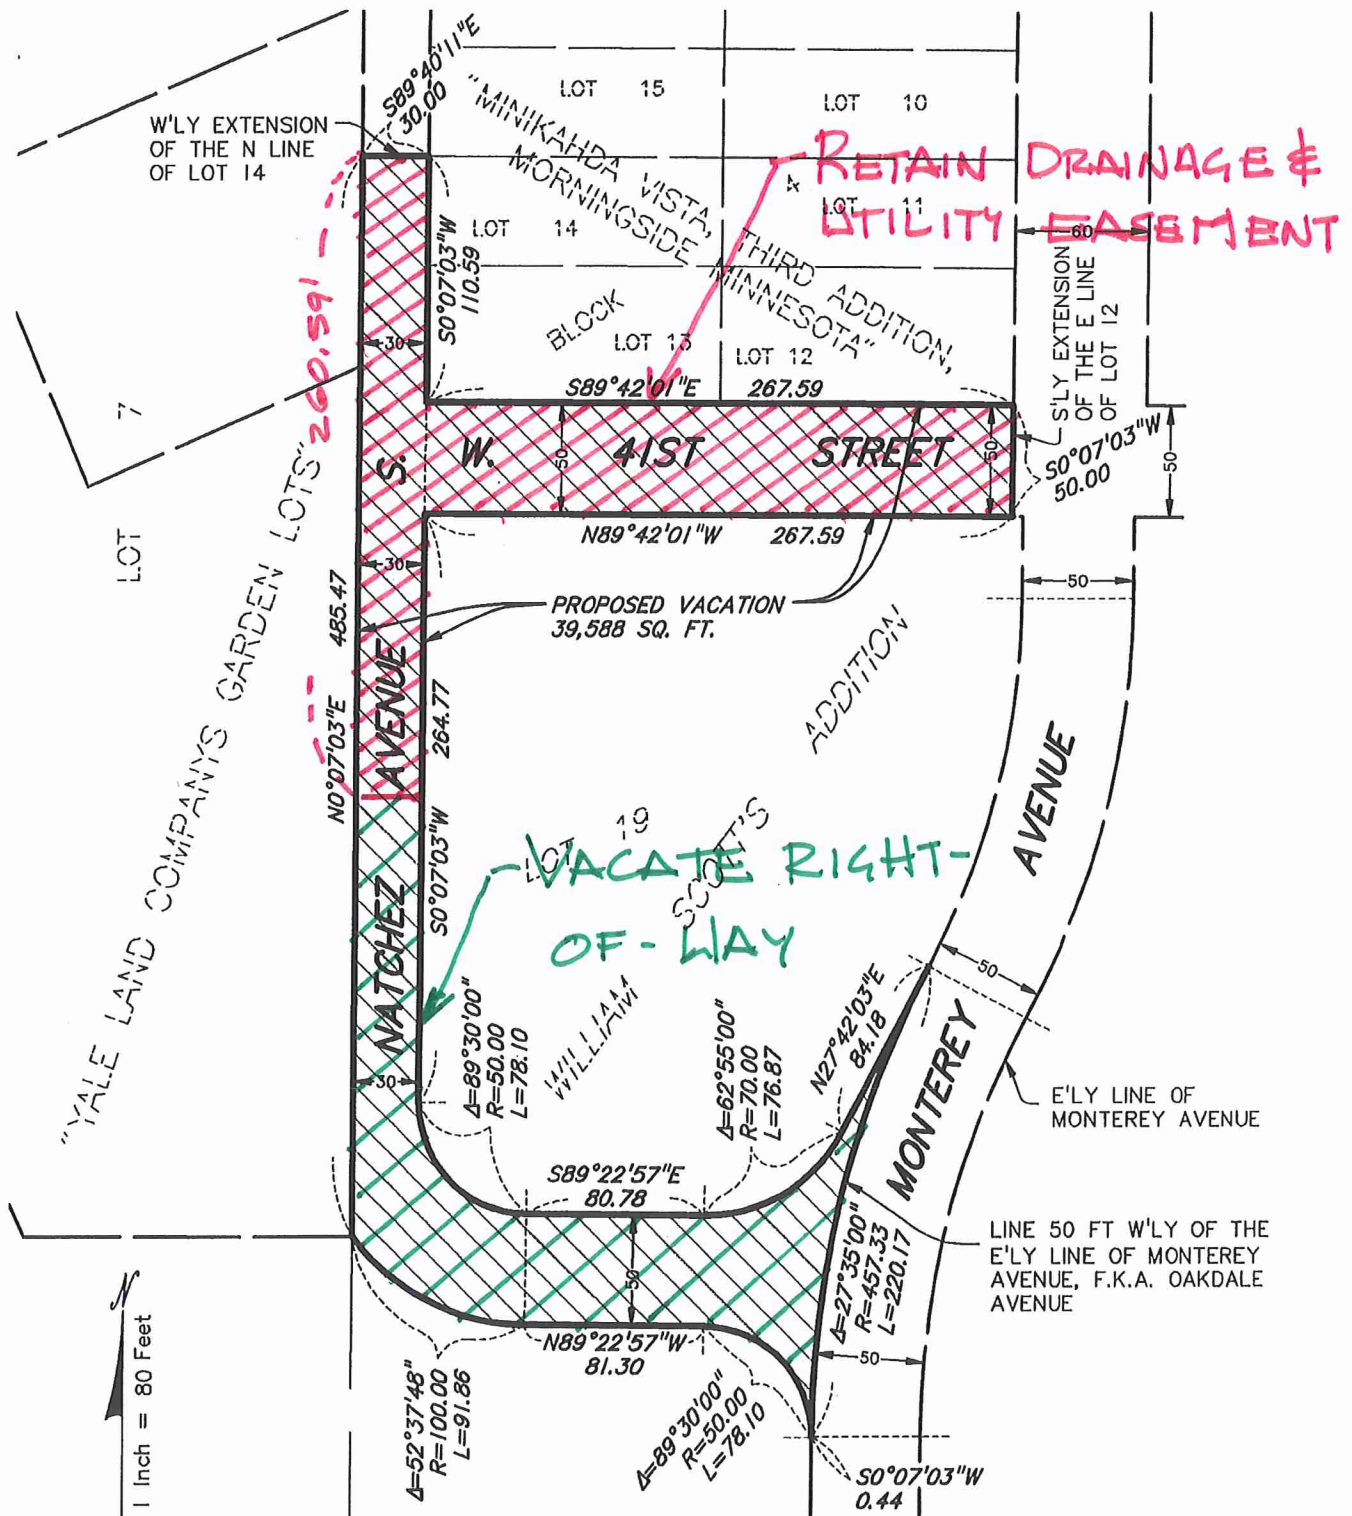 S89°40'11"E
30.00
W'LY EXTENSION
OF THE N LINE
OF LOT 14
LOT 15
LOT 10
"MINIKAHDA VISTA, THIRD ADDITION,
MORNINGSIDE MINNESOTA"
RETAIN DRAINAGE &
UTILITY EASEMENT
4
LOT 11
LOT 14
60
S0°07'03"W
110.59
S'LY EXTENSION
OF THE E LINE
OF LOT 12
260.59'
30
BLOCK
LOT 13
LOT 12
S89°42'01"E 267.59
7
LOT
S.
W. 41ST STREET
50
50
S0°07'03"W
50.00
50
N89°42'01"W 267.59
30
50
PROPOSED VACATION
39,588 SQ. FT.
"YALE LAND COMPANYS GARDEN LOTS"
N0°07'03"E 485.47
NATCHEZ AVENUE
S0°07'03"W 264.77
ADDITION
SCOTT'S
WILLIAM
LOT 19
VACATE RIGHT-
OF-WAY
MONTEREY AVENUE
50
30
Δ=89°30'00"
R=50.00
L=78.10
Δ=62°55'00"
R=70.00
L=76.87
N27°42'03"E
84.18
E'LY LINE OF
MONTEREY AVENUE
S89°22'57"E
80.78
50
LINE 50 FT W'LY OF THE
E'LY LINE OF MONTEREY
AVENUE, F.K.A. OAKDALE
AVENUE
Δ=27°35'00"
R=457.33
L=220.17
N89°22'57"W
81.30
50
N
1 Inch = 80 Feet
Δ=52°37'48"
R=100.00
L=91.86
Δ=89°30'00"
R=50.00
L=78.10
S0°07'03"W
0.44